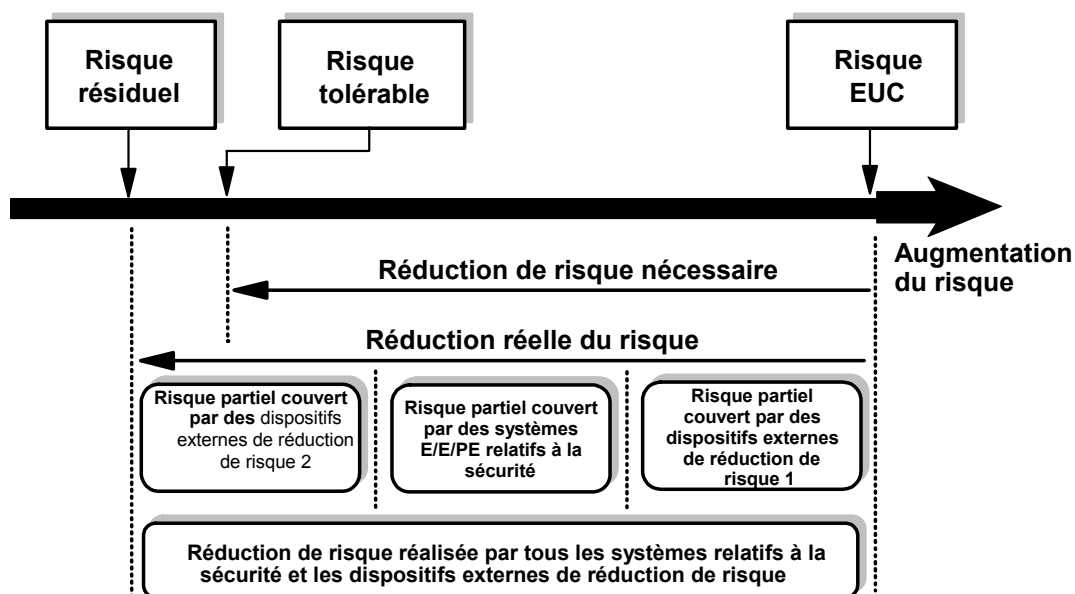 Risque
résiduel
Risque
tolérable
Risque
EUC
Augmentation
du risque
Réduction de risque nécessaire
Réduction réelle du risque
Risque partiel couvert
par des dispositifs
externes de réduction
de risque 2
Risque partiel couvert
par des systèmes
E/E/PE relatifs à la
sécurité
Risque partiel
couvert par des
dispositifs externes
de réduction de
risque 1
Réduction de risque réalisée par tous les systèmes relatifs à la
sécurité et les dispositifs externes de réduction de risque